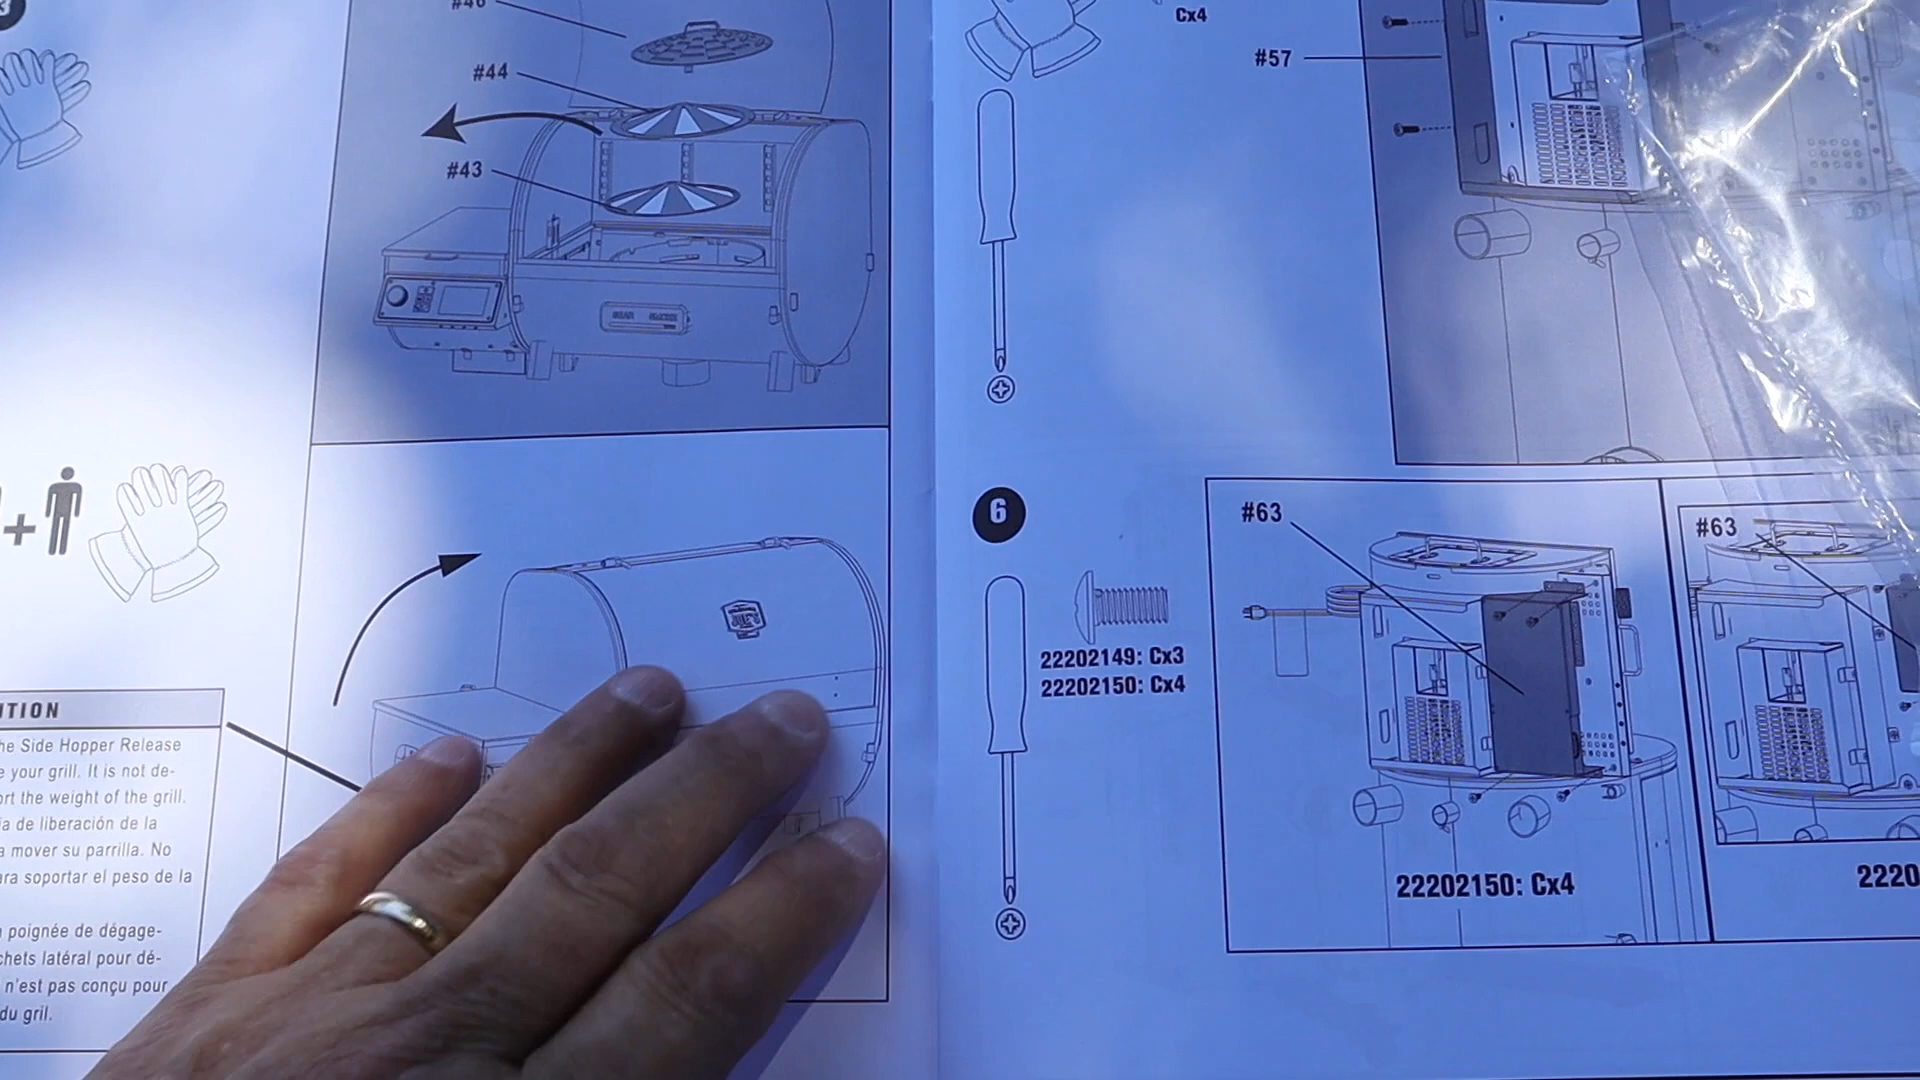 3
#46
#44
#43
UTION
he Side Hopper Release
e your grill. It is not de-
ort the weight of the grill.
ia de liberación de la
a mover su parrilla. No
ara soportar el peso de la
poignée de dégage-
chets latéral pour dé-
n'est pas conçu pour
du gril.
Cx4
#57
6
22202149: Cx3
22202150: Cx4
#63
22202150: Cx4
#63
2220